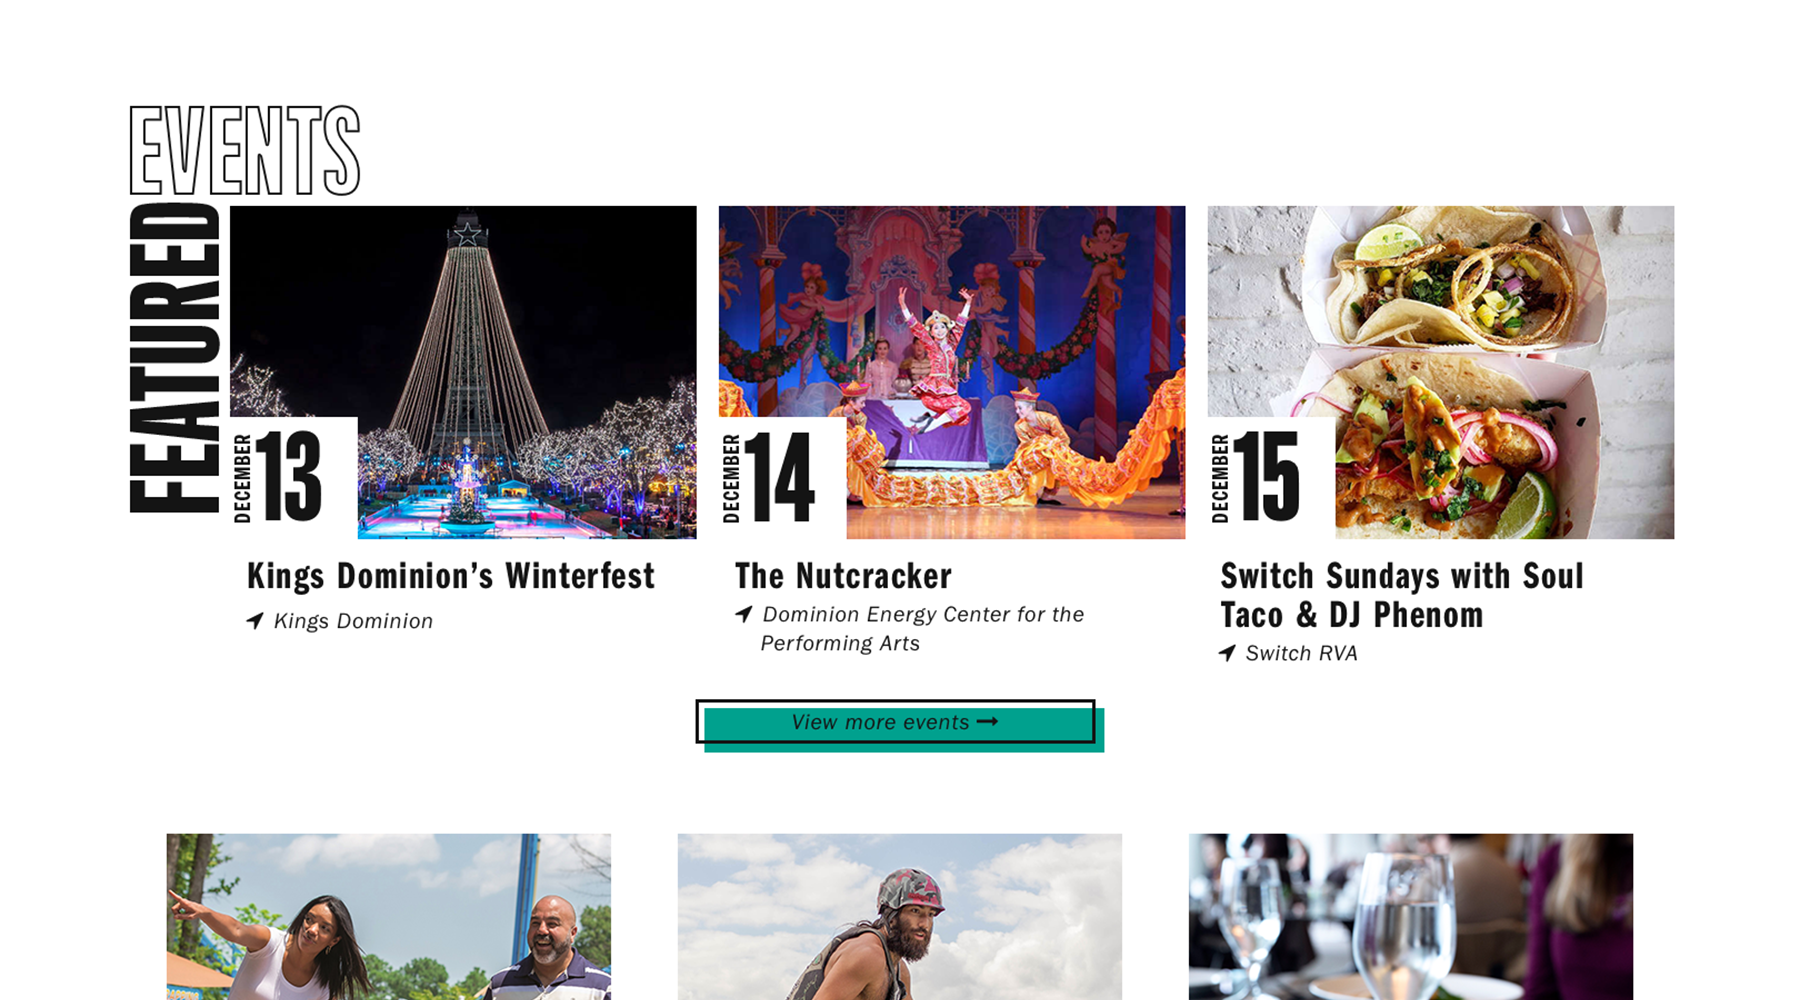 EVENTS
FEATURED
DECEMBER
13
Kings Dominion’s Winterfest
Kings Dominion
DECEMBER
14
The Nutcracker
Dominion Energy Center for the
Performing Arts
DECEMBER
15
Switch Sundays with Soul
Taco & DJ Phenom
Switch RVA
View more events